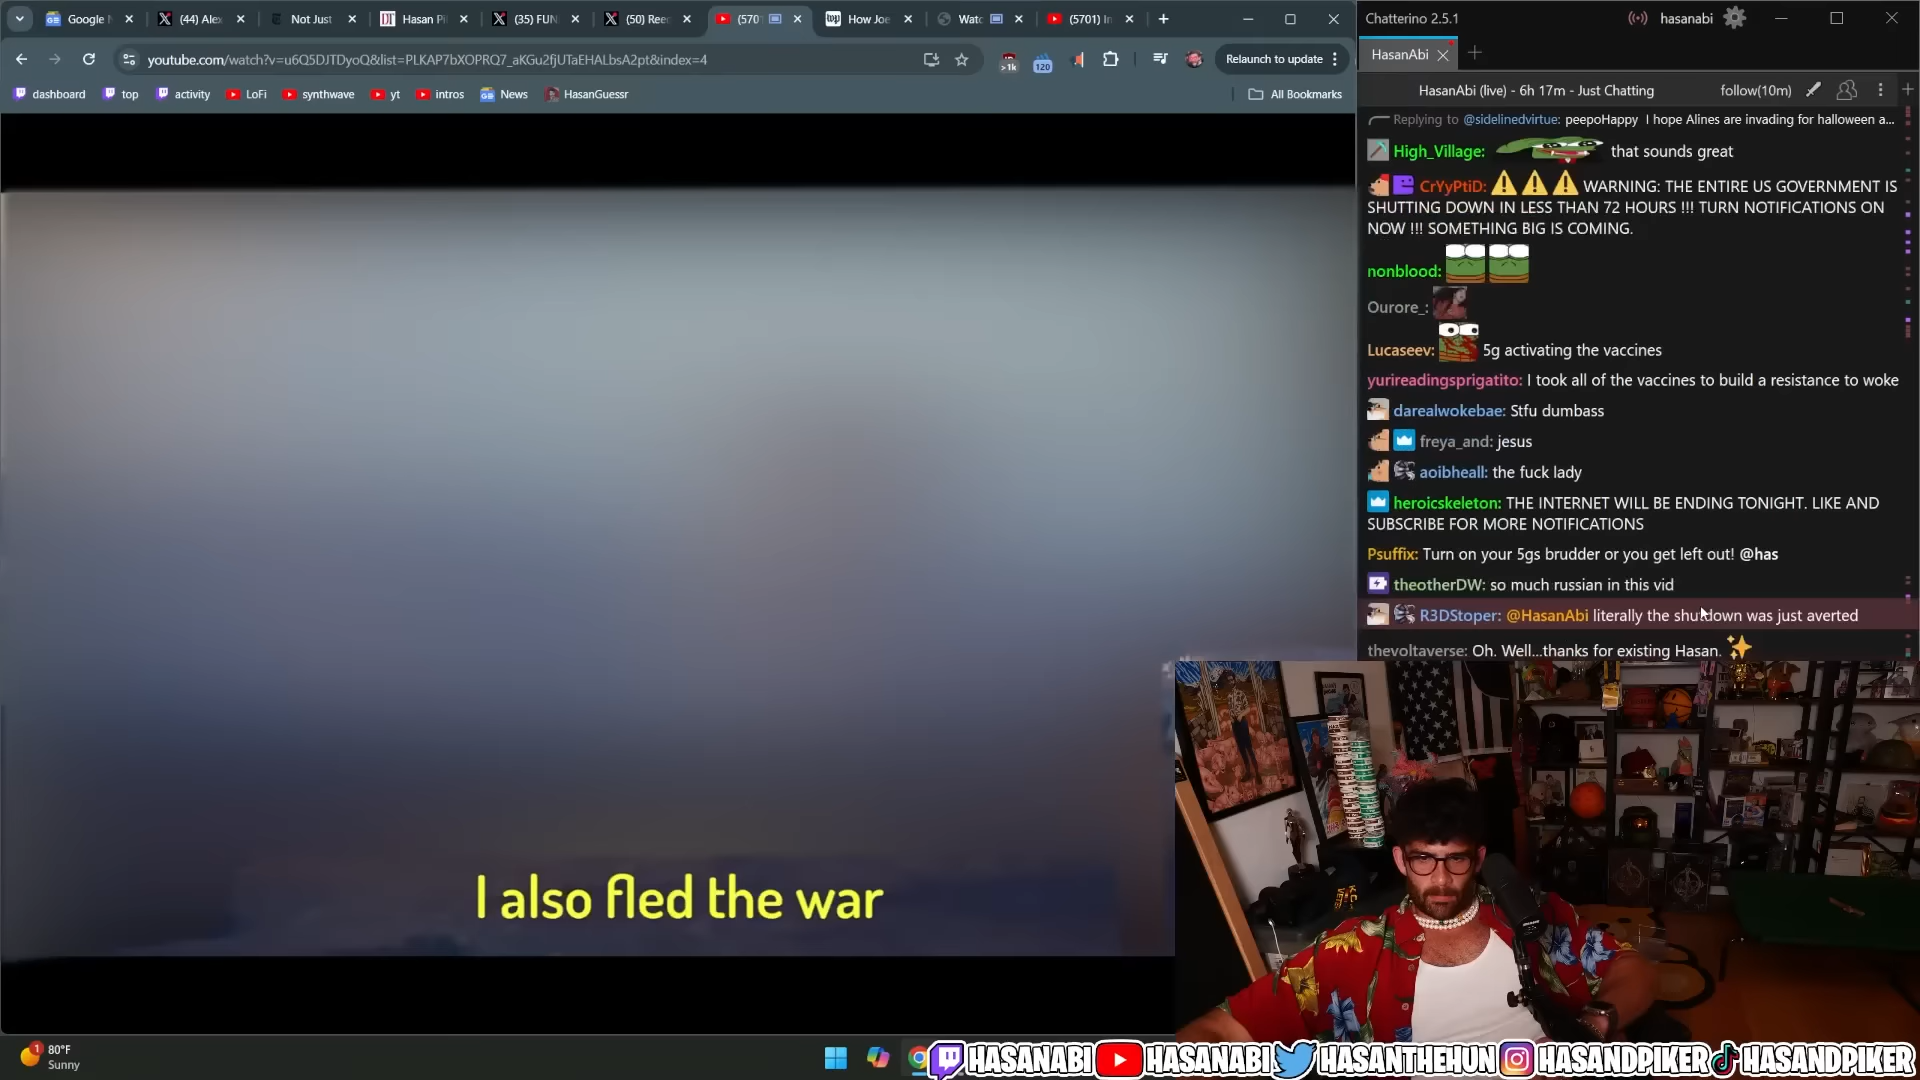 Google
(44) Alex
Not Just
Hasan Pi
(35) FUN
(50) Ree
(570
How Joe
Watc
(5701) In
youtube.com/watch?v=u6Q5DJTDyoQ&list=PLKAP7bXOPRQ7_aKGu2fjUTaEHALbsA2pt&index=4
>1k
120
Relaunch to update
dashboard
top
activity
LoFi
synthwave
yt
intros
News
HasanGuessr
All Bookmarks
I also fled the war
Chatterino 2.5.1
hasanabi
HasanAbi
HasanAbi (live) - 6h 17m - Just Chatting
follow(10m)
Replying to @sidelinedvirtue: peepoHappy I hope Alines are invading for halloween a...
High_Village: that sounds great
CrYyPtiD: WARNING: THE ENTIRE US GOVERNMENT IS
SHUTTING DOWN IN LESS THAN 72 HOURS !!! TURN NOTIFICATIONS ON
NOW !!! SOMETHING BIG IS COMING.
nonblood:
Ourore_:
Lucaseev: 5g activating the vaccines
yurireadingsprigatito: I took all of the vaccines to build a resistance to woke
darealwokebae: Stfu dumbass
freya_and: jesus
aoibheall: the fuck lady
heroicskeleton: THE INTERNET WILL BE ENDING TONIGHT. LIKE AND
SUBSCRIBE FOR MORE NOTIFICATIONS
Psuffix: Turn on your 5gs brudder or you get left out! @has
theotherDW: so much russian in this vid
R3DStoper: @HasanAbi literally the shutdown was just averted
thevoltaverse: Oh. Well...thanks for existing Hasan.
1
80°F
Sunny
HASANABI HASANABI HASANTHEHUN HASANDPIKER HASANDPIKER